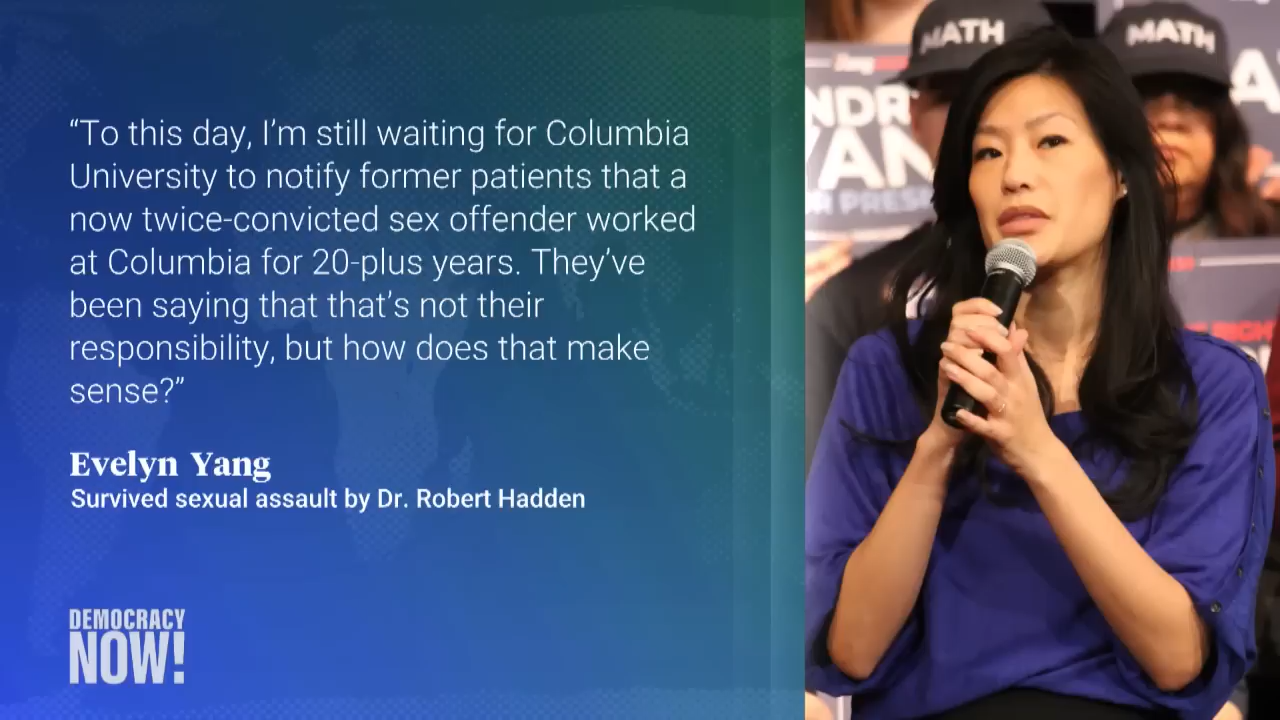 “To this day, I’m still waiting for Columbia
University to notify former patients that a
now twice-convicted sex offender worked
at Columbia for 20-plus years. They’ve
been saying that that’s not their
responsibility, but how does that make
sense?”
Evelyn Yang
Survived sexual assault by Dr. Robert Hadden
DEMOCRACY
NOW!
MATH
MATH